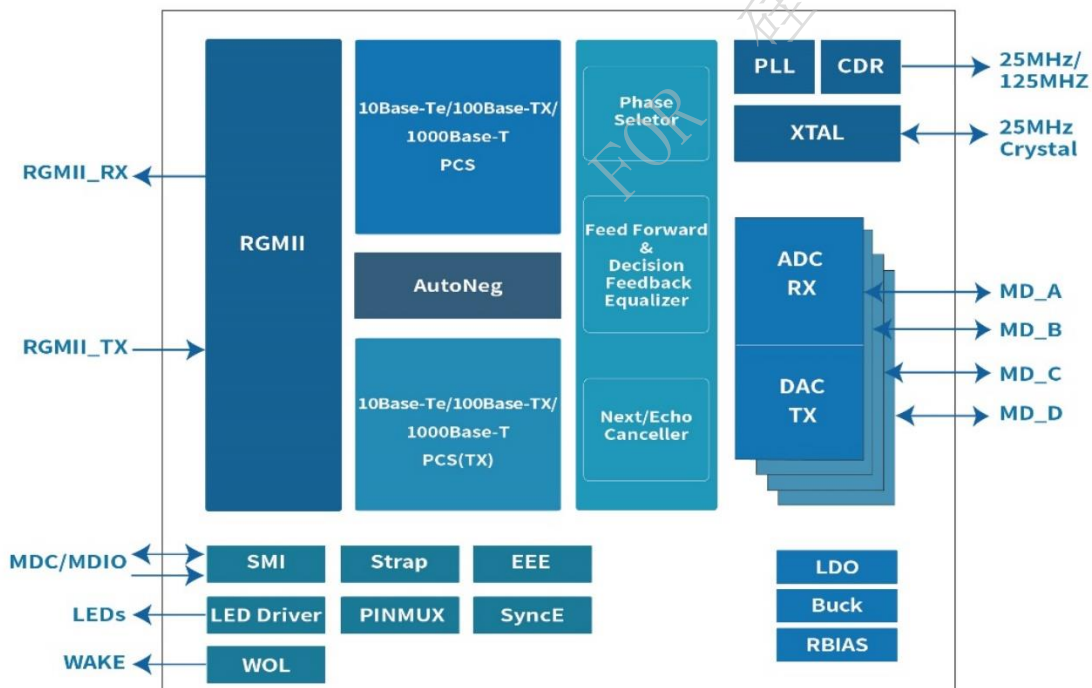 RGMII_RX
RGMII_TX
MDC/MDIO
LEDs
WAKE
RGMII
10Base-Te/100Base-TX/
1000Base-T
PCS
AutoNeg
10Base-Te/100Base-TX/
1000Base-T
PCS(TX)
Phase
Seletor
Feed Forward
&
Decision
Feedback
Equalizer
Next/Echo
Canceller
PLL
CDR
XTAL
25MHz/
125MHZ
25MHz
Crystal
ADC
RX
DAC
TX
MD_A
MD_B
MD_C
MD_D
SMI
Strap
EEE
LED Driver
PINMUX
SyncE
WOL
LDO
Buck
RBIAS
FOR